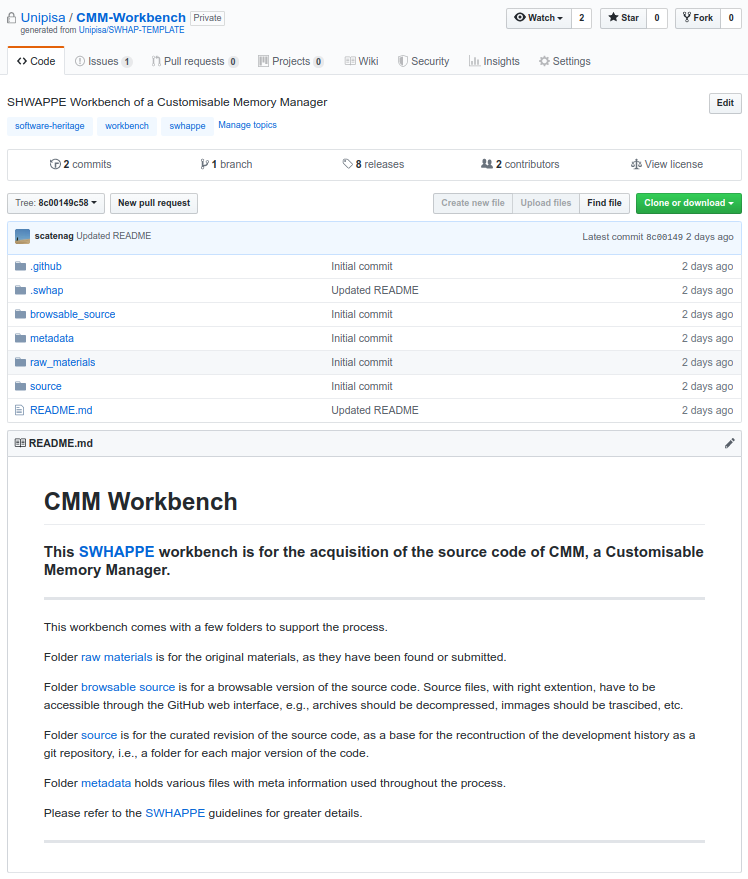 Unipisa / CMM-Workbench Private
Watch 2 Star 0 Fork 0
generated from Unipisa/SWHAP-TEMPLATE
Code Issues 1 Pull requests 0 Projects 0 Wiki Security Insights Settings
SHWAPPE Workbench of a Customisable Memory Manager Edit
software-heritage workbench swhappe Manage topics
2 commits 1 branch 8 releases 2 contributors View license
Tree: 8c00149c58 New pull request Create new file Upload files Find file Clone or download
scatenag Updated README Latest commit 8c00149 2 days ago
.github Initial commit 2 days ago
.swhap Updated README 2 days ago
browsable_source Initial commit 2 days ago
metadata Initial commit 2 days ago
raw_materials Initial commit 2 days ago
source Initial commit 2 days ago
README.md Updated README 2 days ago
README.md
CMM Workbench
This SWHAPPE workbench is for the acquisition of the source code of CMM, a Customisable
Memory Manager.
This workbench comes with a few folders to support the process.
Folder raw materials is for the original materials, as they have been found or submitted.
Folder browsable source is for a browsable version of the source code. Source files, with right extention, have to be
accessible through the GitHub web interface, e.g., archives should be decompressed, immages should be trascibed, etc.
Folder source is for the curated revision of the source code, as a base for the recontruction of the development history as a
git repository, i.e., a folder for each major version of the code.
Folder metadata holds various files with meta information used throughout the process.
Please refer to the SWHAPPE guidelines for greater details.